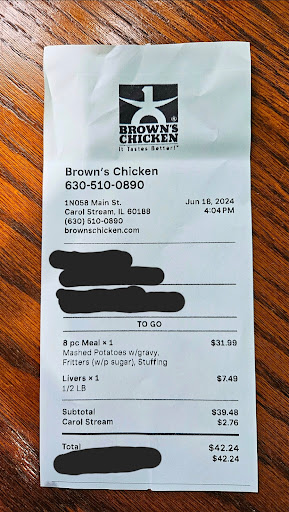 BROWN'S
CHICKEN
®
It Tastes Better!™
Brown's Chicken
630-510-0890
1N058 Main St.
Jun 18, 2024
Carol Stream, IL 60188
4:04 PM
(630) 510-0890
brownschicken.com
TO GO
8 pc Meal × 1 $31.99
Mashed Potatoes w/gravy,
Fritters (w/p sugar), Stuffing
Livers × 1 $7.49
1/2 LB
Subtotal $39.48
Carol Stream $2.76
Total $42.24
$42.24